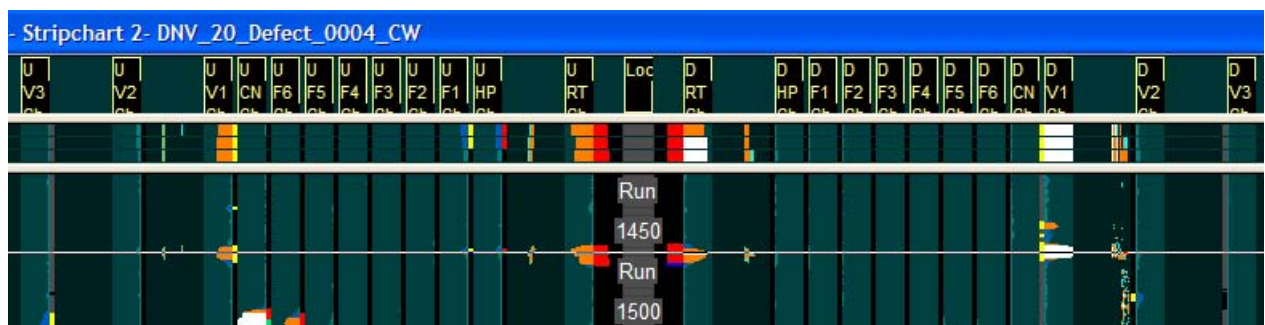 - Stripchart 2- DNV_20_Defect_0004_CW
U U U U U U U U U U U U Loc D D D D D D D D D D D D
V3 V2 V1 CN F6 F5 F4 F3 F2 F1 HP RT RT HP F1 F2 F3 F4 F5 F6 CN V1 V2 V3
Run
1450
Run
1500